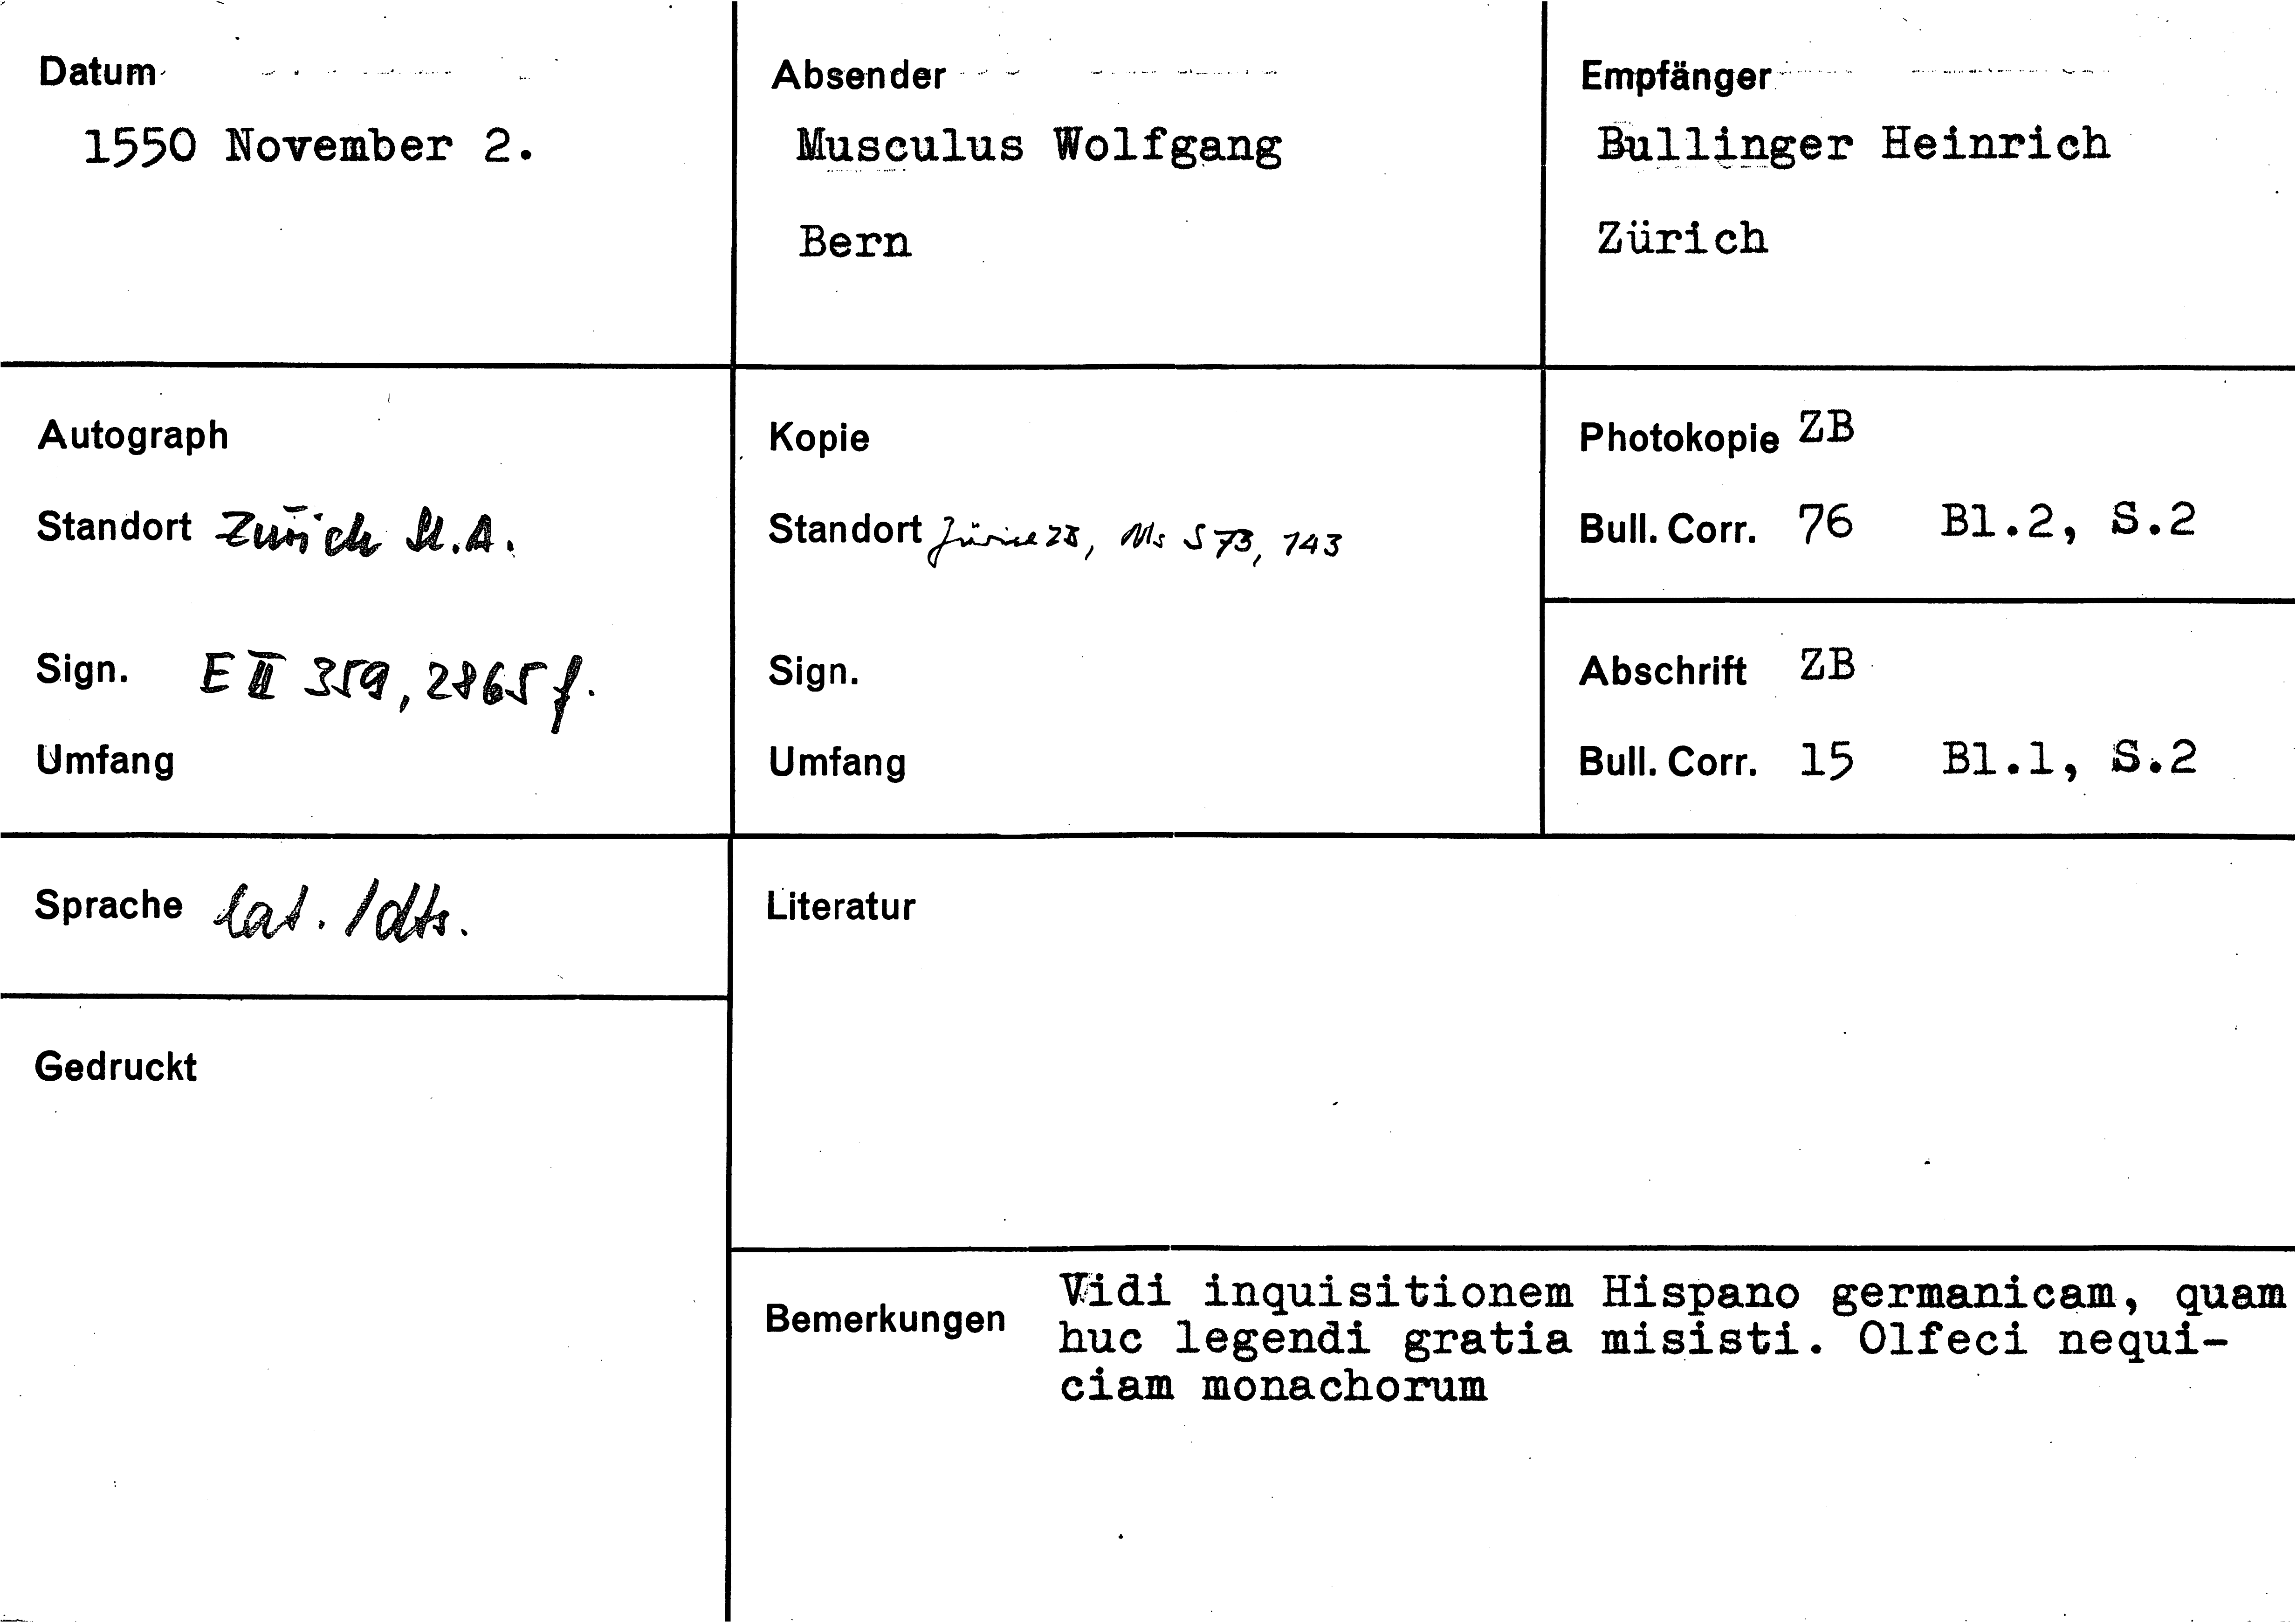 Datum
1550 November 2.
Absender
Musculus Wolfgang
Bern
Empfänger
Bullinger Heinrich
Zürich
Autograph
Standort Zürich St.A.
Sign. E II 359, 2865 f.
Umfang
Kopie
Standort Zürich ZB, Ms S 73, 143
Sign.
Umfang
Photokopie ZB
Bull. Corr. 76 Bl.2, S.2
Abschrift ZB
Bull. Corr. 15 Bl.1, S.2
Sprache lat. / dts.
Gedruckt
Literatur
Bemerkungen Vidi inquisitionem Hispano germanicam, quam
huc legendi gratia misisti. Olfeci nequi-
ciam monachorum